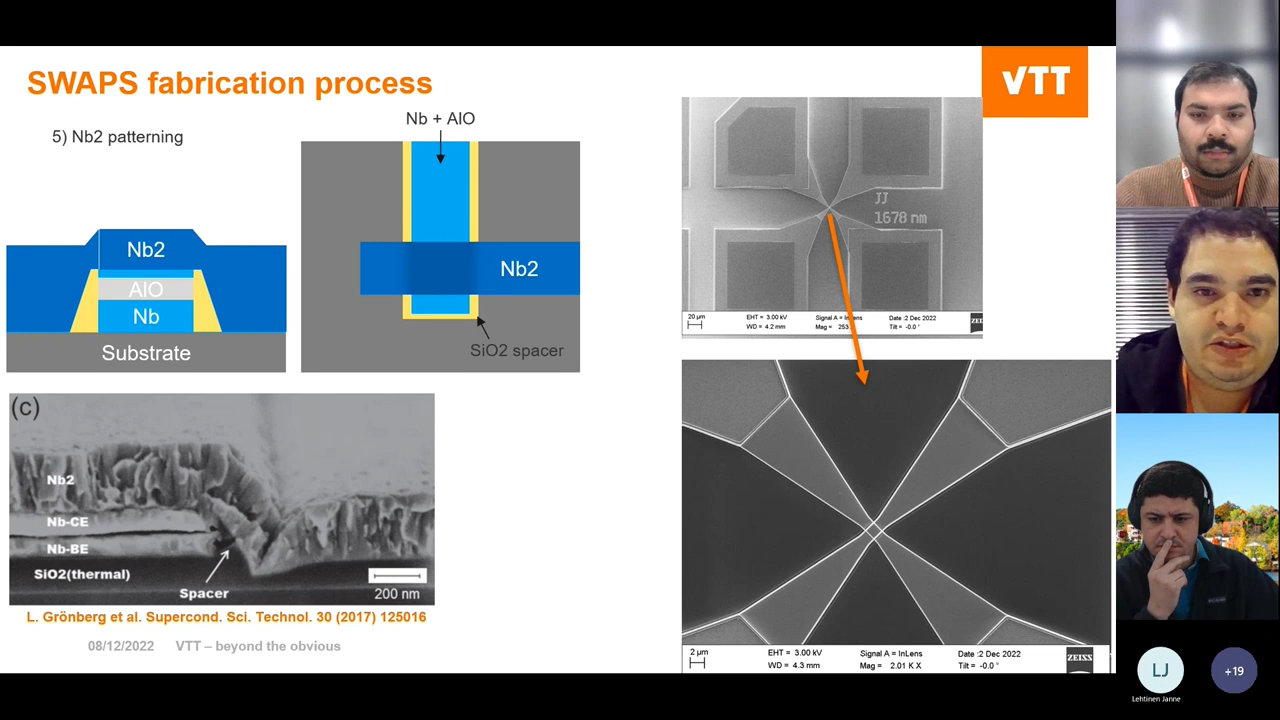 SWAPS fabrication process
VTT
5) Nb2 patterning
Nb + AlO
Nb2
AlO
Nb
Substrate
Nb2
SiO2 spacer
JJ
1678 nm
20 µm
EHT = 3.00 kV
WD = 4.2 mm
Signal A = InLens
Mag = 253
Date :2 Dec 2022
Tilt = -0.0 °
(c)
Nb2
Nb-CE
Nb-BE
SiO2(thermal)
Spacer
200 nm
L. Grönberg et al. Supercond. Sci. Technol. 30 (2017) 125016
08/12/2022 VTT – beyond the obvious
2 µm
EHT = 3.00 kV
WD = 4.3 mm
Signal A = InLens
Mag = 2.01 K X
Date :2 Dec 2022
Tilt = -0.0 °
ZEISS
LJ
Lehtinen Janne
+19